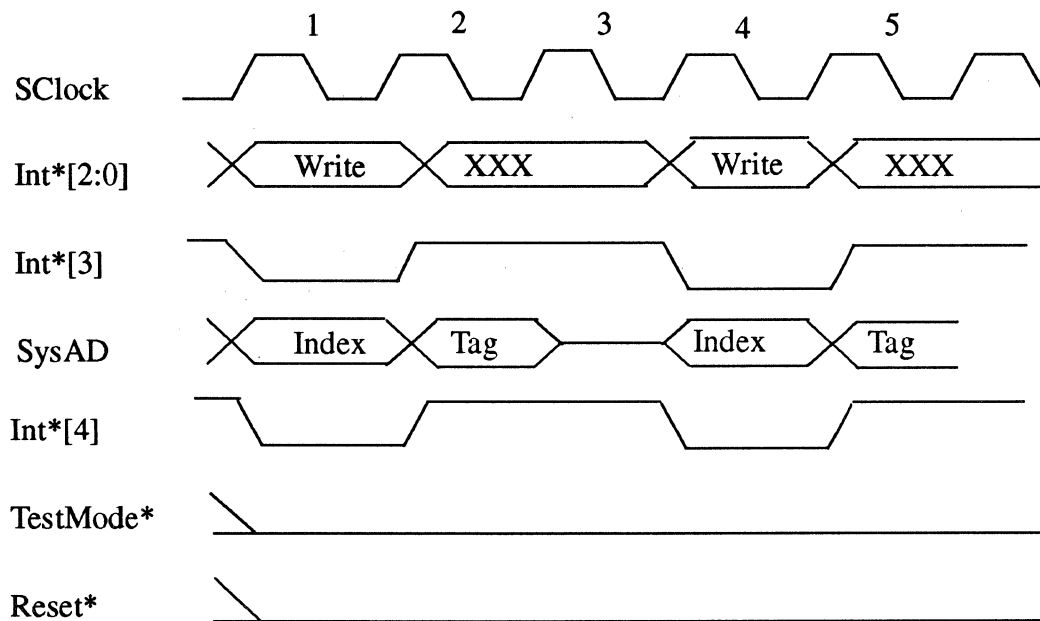 1 2 3 4 5
SClock
Int*[2:0] Write XXX Write XXX
Int*[3]
SysAD Index Tag Index Tag
Int*[4]
TestMode*
Reset*